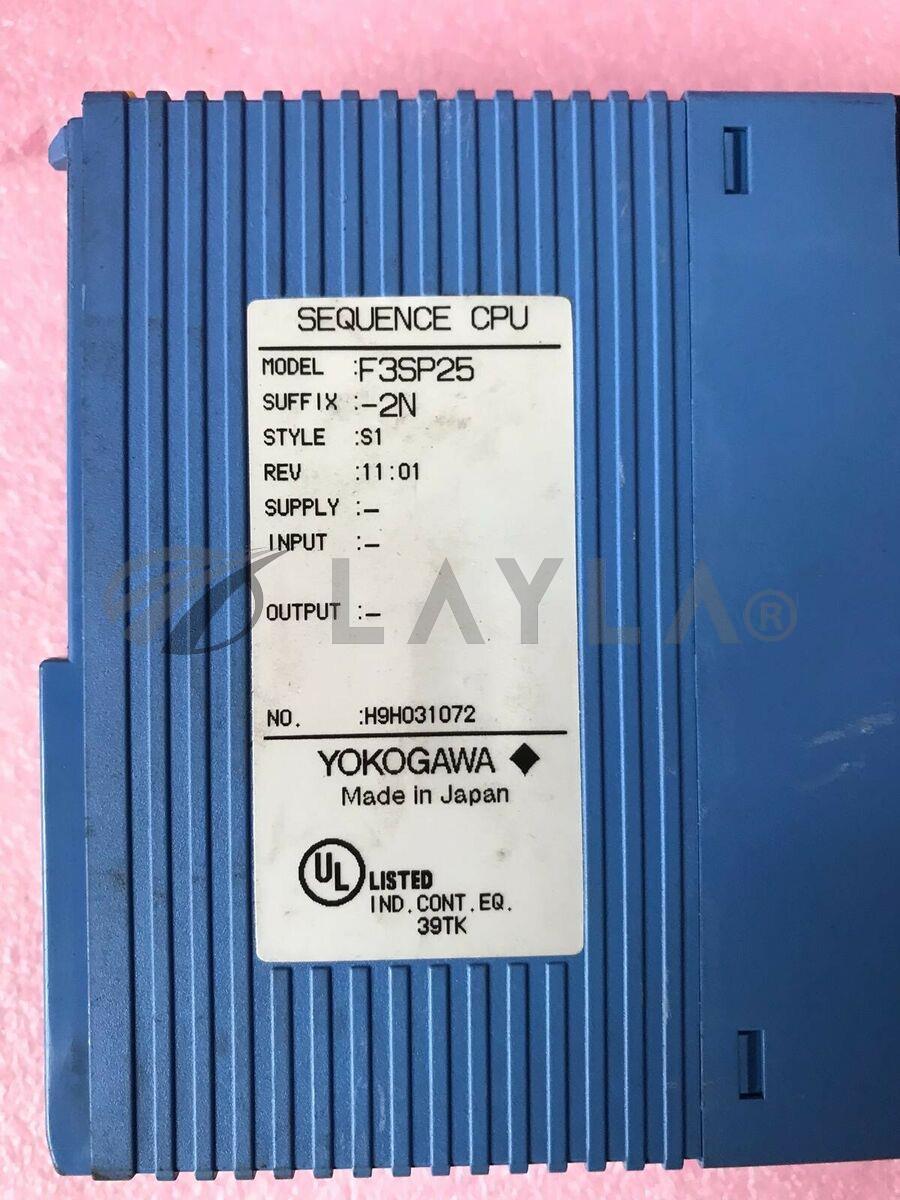 SEQUENCE CPU
MODEL :F3SP25
SUFFIX :-2N
STYLE :S1
REV :11:01
SUPPLY :-
INPUT :-
LAYLA®
OUTPUT :-
NO. :H9H031072
YOKOGAWA ◆
Made in Japan
UL LISTED
IND.CONT.EQ.
39TK